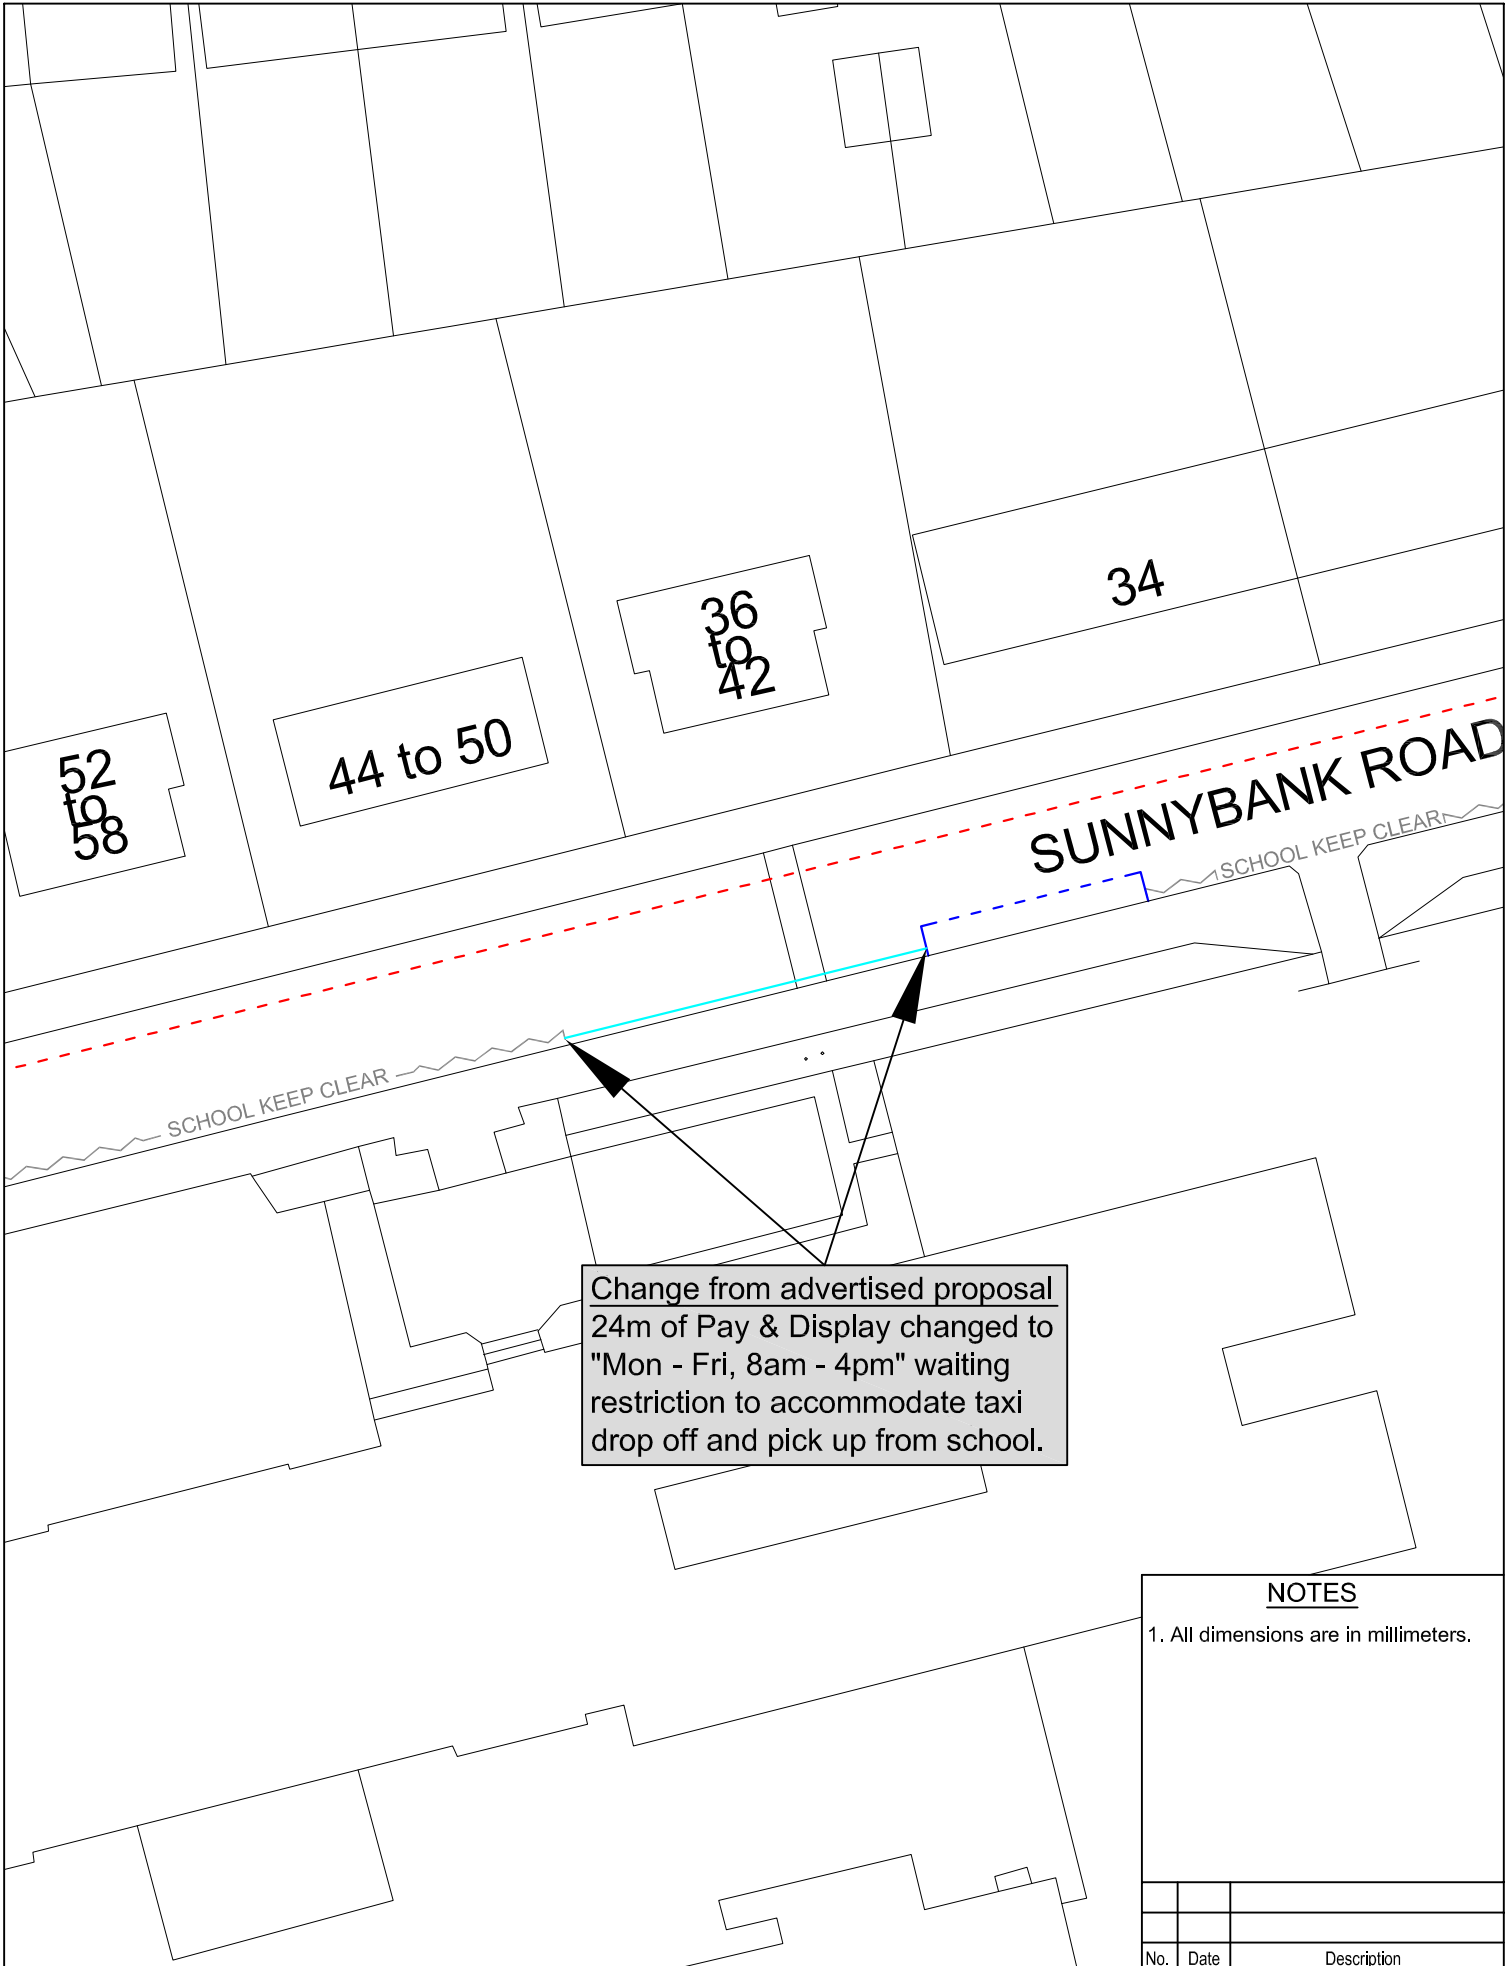 34
36
to
42
44 to 50
52
to
58
SUNNYBANK ROAD
SCHOOL KEEP CLEAR
SCHOOL KEEP CLEAR
Change from advertised proposal
24m of Pay & Display changed to
"Mon - Fri, 8am - 4pm" waiting
restriction to accommodate taxi
drop off and pick up from school.
NOTES
1. All dimensions are in millimeters.
No. Date Description